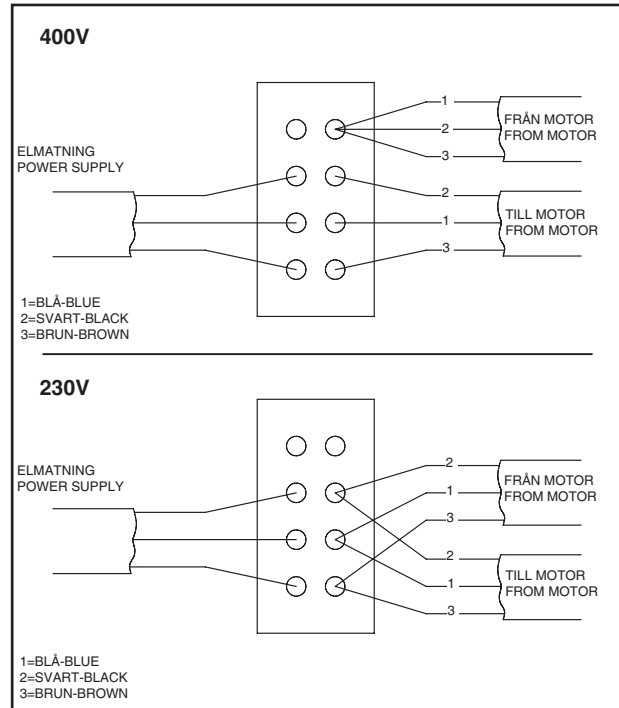 400V
1
2
3
FRÅN MOTOR
FROM MOTOR
ELMATNING
POWER SUPPLY
2
1
3
TILL MOTOR
FROM MOTOR
1=BLÅ-BLUE
2=SVART-BLACK
3=BRUN-BROWN
230V
ELMATNING
POWER SUPPLY
2
1
3
FRÅN MOTOR
FROM MOTOR
2
1
3
TILL MOTOR
FROM MOTOR
1=BLÅ-BLUE
2=SVART-BLACK
3=BRUN-BROWN